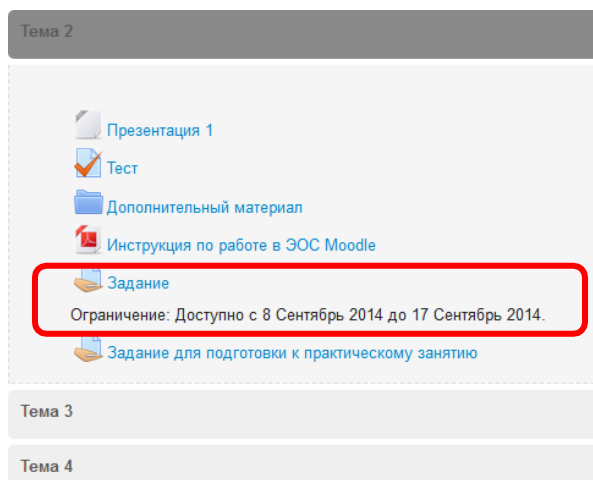 Тема 2
Презентация 1
Тест
Дополнительный материал
Инструкция по работе в ЭОС Moodle
Задание
Ограничение: Доступно с 8 Сентябрь 2014 до 17 Сентябрь 2014.
Задание для подготовки к практическому занятию
Тема 3
Тема 4